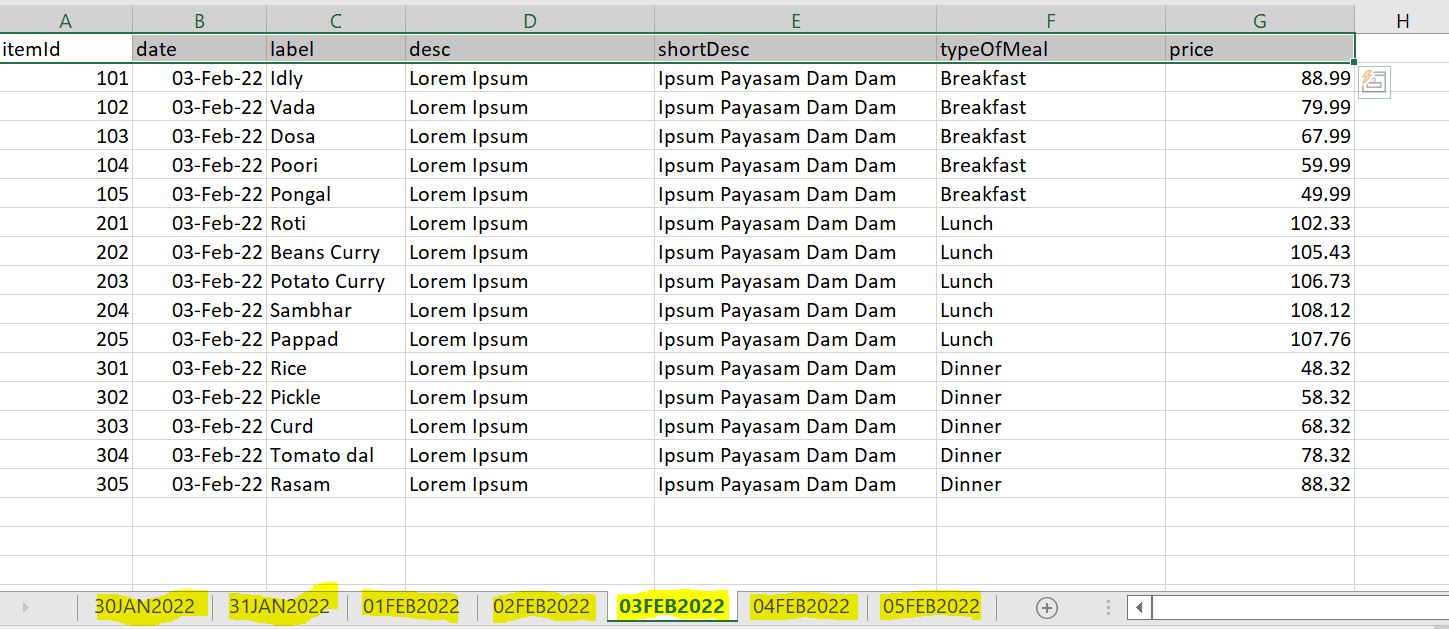 A B C D E F G H
itemId date label desc shortDesc typeOfMeal price
101 03-Feb-22 Idly Lorem Ipsum Ipsum Payasam Dam Dam Breakfast 88.99
102 03-Feb-22 Vada Lorem Ipsum Ipsum Payasam Dam Dam Breakfast 79.99
103 03-Feb-22 Dosa Lorem Ipsum Ipsum Payasam Dam Dam Breakfast 67.99
104 03-Feb-22 Poori Lorem Ipsum Ipsum Payasam Dam Dam Breakfast 59.99
105 03-Feb-22 Pongal Lorem Ipsum Ipsum Payasam Dam Dam Breakfast 49.99
201 03-Feb-22 Roti Lorem Ipsum Ipsum Payasam Dam Dam Lunch 102.33
202 03-Feb-22 Beans Curry Lorem Ipsum Ipsum Payasam Dam Dam Lunch 105.43
203 03-Feb-22 Potato Curry Lorem Ipsum Ipsum Payasam Dam Dam Lunch 106.73
204 03-Feb-22 Sambhar Lorem Ipsum Ipsum Payasam Dam Dam Lunch 108.12
205 03-Feb-22 Pappad Lorem Ipsum Ipsum Payasam Dam Dam Lunch 107.76
301 03-Feb-22 Rice Lorem Ipsum Ipsum Payasam Dam Dam Dinner 48.32
302 03-Feb-22 Pickle Lorem Ipsum Ipsum Payasam Dam Dam Dinner 58.32
303 03-Feb-22 Curd Lorem Ipsum Ipsum Payasam Dam Dam Dinner 68.32
304 03-Feb-22 Tomato dal Lorem Ipsum Ipsum Payasam Dam Dam Dinner 78.32
305 03-Feb-22 Rasam Lorem Ipsum Ipsum Payasam Dam Dam Dinner 88.32
30JAN2022 31JAN2022 01FEB2022 02FEB2022 03FEB2022 04FEB2022 05FEB2022